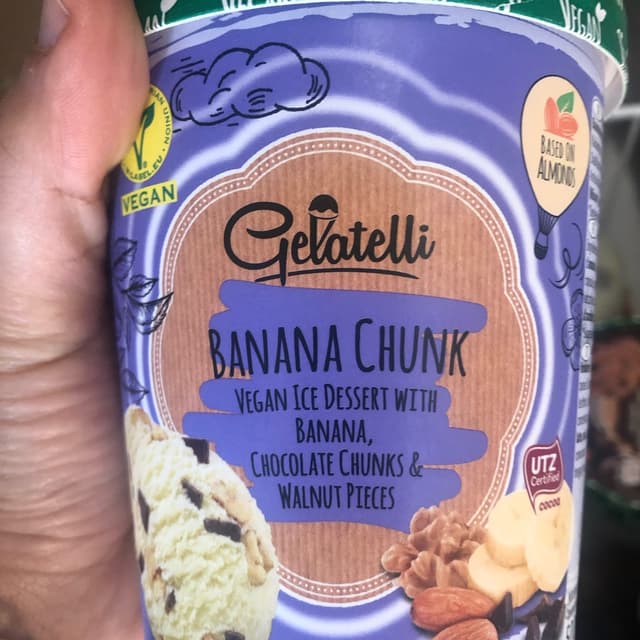 VEGAN
VEGAN
BASED ON
ALMONDS
Gelatelli
BANANA CHUNK
VEGAN ICE DESSERT WITH
BANANA,
CHOCOLATE CHUNKS &
WALNUT PIECES
UTZ
Certified
COCOA